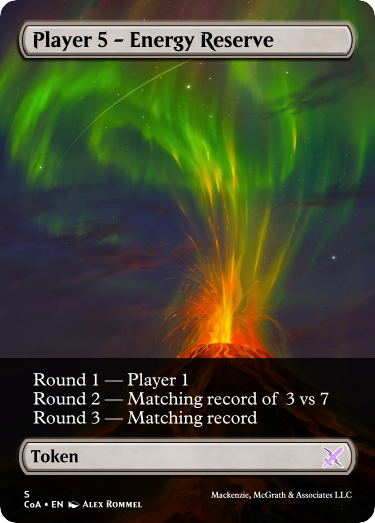 Player 5 – Energy Reserve
Round 1 — Player 1
Round 2 — Matching record of 3 vs 7
Round 3 — Matching record
Token
S
CoA • EN Alex Rommel
Mackenzie, McGrath & Associates LLC